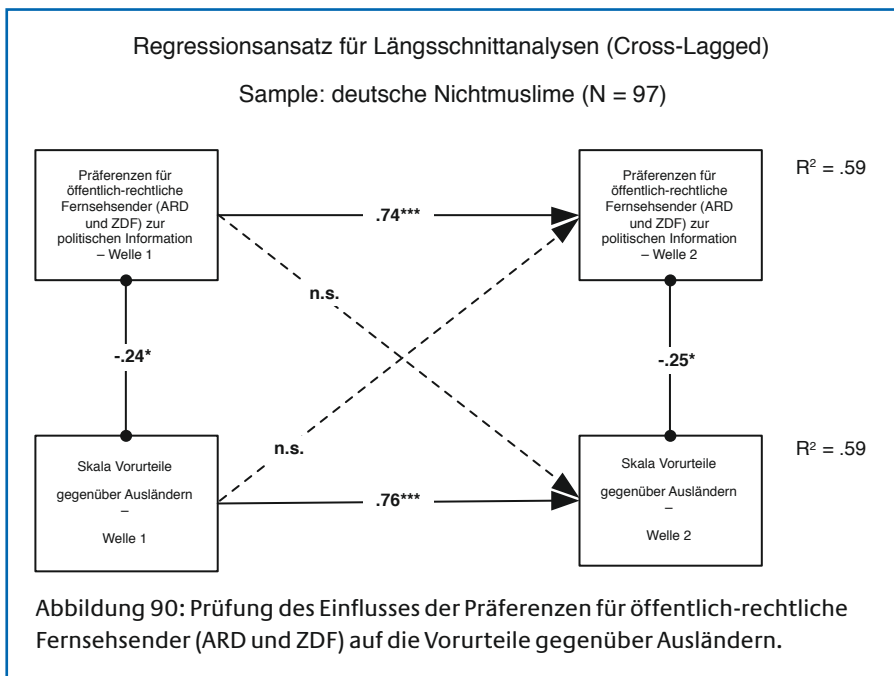 Regressionsansatz für Längsschnittanalysen (Cross-Lagged)
Sample: deutsche Nichtmuslime (N = 97)
Präferenzen für
öffentlich-rechtliche
Fernsehsender (ARD
und ZDF) zur
politischen Information
– Welle 1
.74***
Präferenzen für
öffentlich-rechtliche
Fernsehsender (ARD
und ZDF) zur
politischen Information
– Welle 2
R² = .59
n.s.
-.24*
-.25*
n.s.
Skala Vorurteile
gegenüber Ausländern
–
Welle 1
.76***
Skala Vorurteile
gegenüber Ausländern
–
Welle 2
R² = .59
Abbildung 90: Prüfung des Einflusses der Präferenzen für öffentlich-rechtliche
Fernsehsender (ARD und ZDF) auf die Vorurteile gegenüber Ausländern.